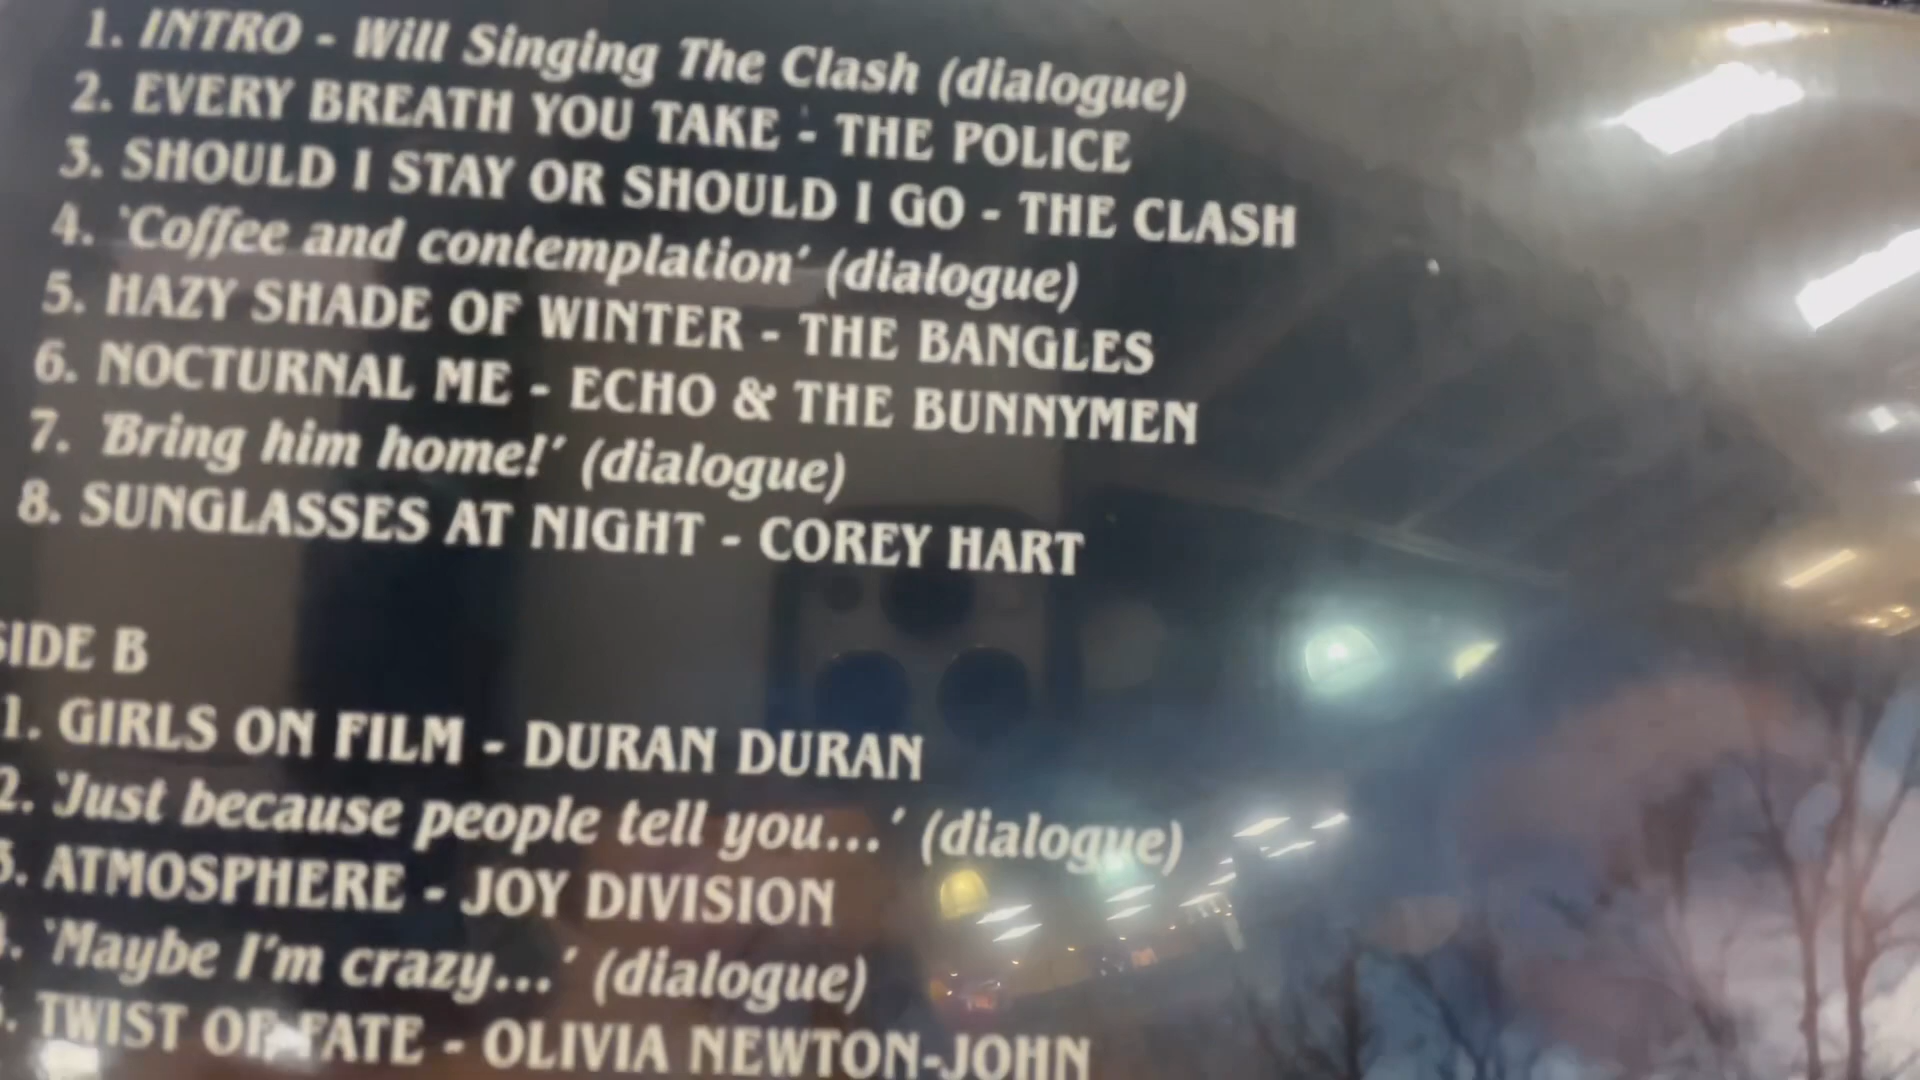 1. INTRO - Will Singing The Clash (dialogue)
2. EVERY BREATH YOU TAKE - THE POLICE
3. SHOULD I STAY OR SHOULD I GO - THE CLASH
4. 'Coffee and contemplation' (dialogue)
5. HAZY SHADE OF WINTER - THE BANGLES
6. NOCTURNAL ME - ECHO & THE BUNNYMEN
7. 'Bring him home!' (dialogue)
8. SUNGLASSES AT NIGHT - COREY HART
SIDE B
1. GIRLS ON FILM - DURAN DURAN
2. 'Just because people tell you...' (dialogue)
3. ATMOSPHERE - JOY DIVISION
. 'Maybe I'm crazy...' (dialogue)
. TWIST OF FATE - OLIVIA NEWTON-JOHN